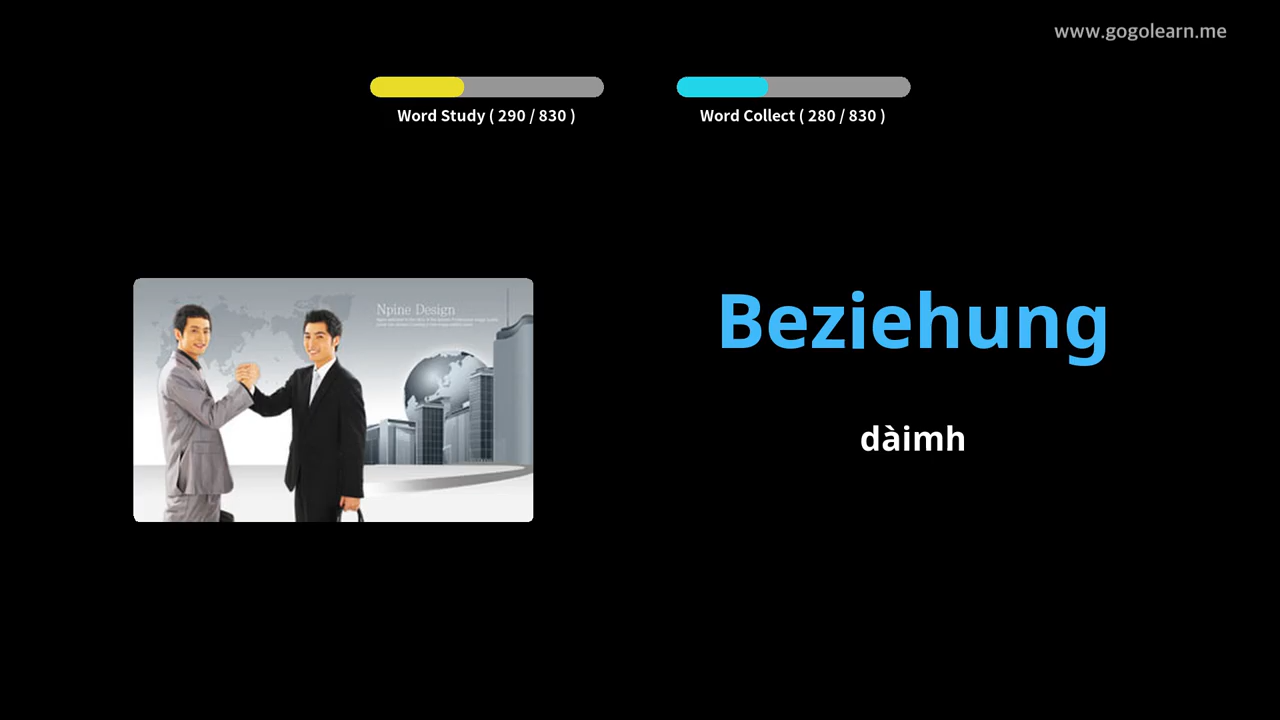 www.gogolearn.me
Word Study ( 290 / 830 )
Word Collect ( 280 / 830 )
Npine Design
Beziehung
dàimh